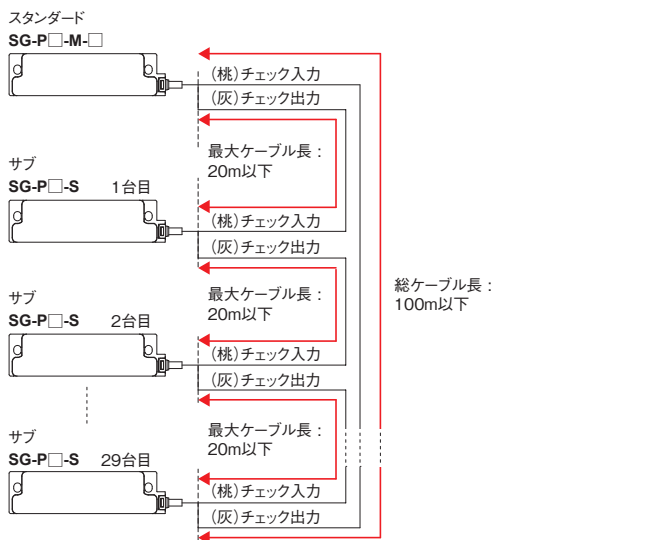 スタンダード
SG-P□-M-□
(桃)チェック入力
(灰)チェック出力
最大ケーブル長：
20m以下
サブ
SG-P□-S 1台目
(桃)チェック入力
(灰)チェック出力
最大ケーブル長：
20m以下
総ケーブル長：
100m以下
サブ
SG-P□-S 2台目
(桃)チェック入力
(灰)チェック出力
最大ケーブル長：
20m以下
サブ
SG-P□-S 29台目
(桃)チェック入力
(灰)チェック出力